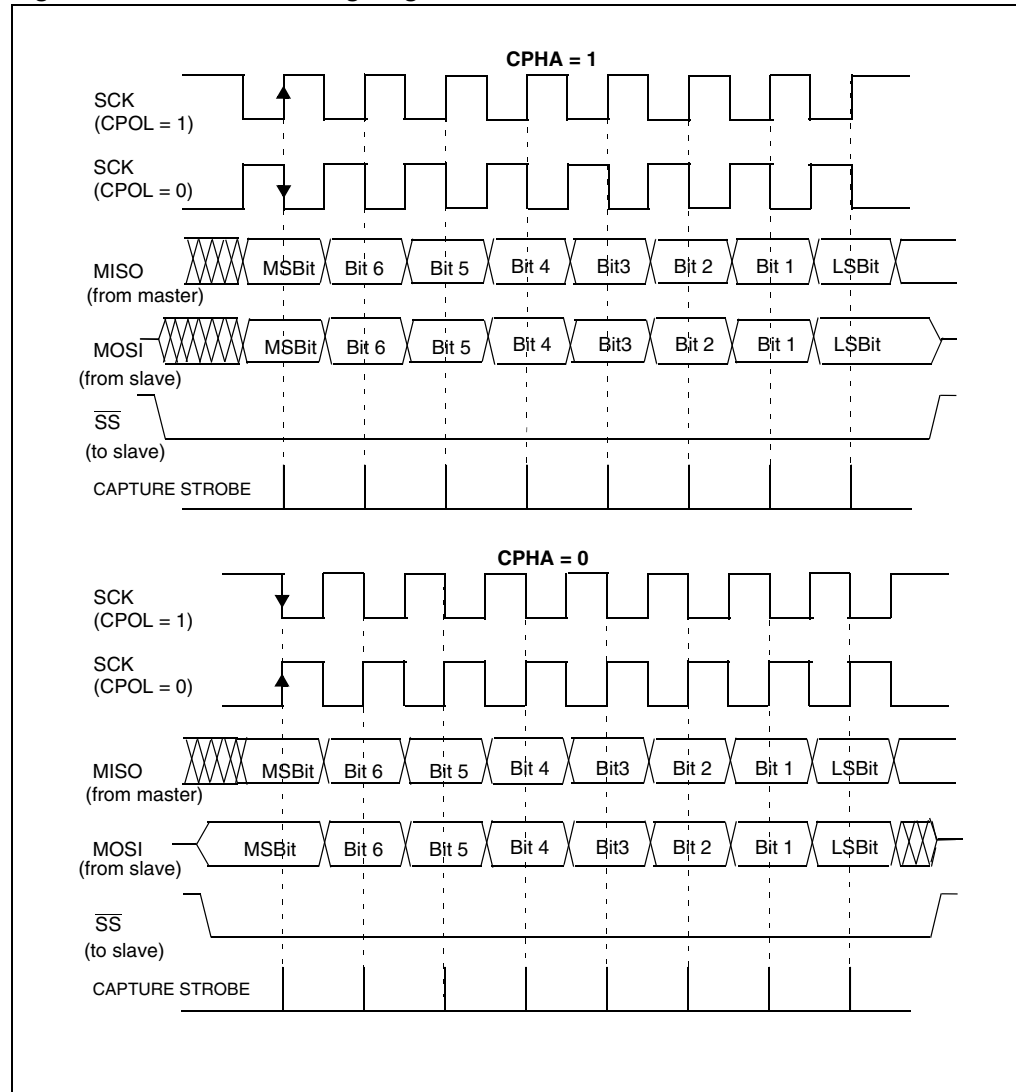 CPHA = 1
SCK
(CPOL = 1)
SCK
(CPOL = 0)
MISO
(from master)
MSBit Bit 6 Bit 5 Bit 4 Bit3 Bit 2 Bit 1 LSBit
MOSI
(from slave)
MSBit Bit 6 Bit 5 Bit 4 Bit3 Bit 2 Bit 1 LSBit
SS
(to slave)
CAPTURE STROBE
CPHA = 0
SCK
(CPOL = 1)
SCK
(CPOL = 0)
MISO
(from master)
MSBit Bit 6 Bit 5 Bit 4 Bit3 Bit 2 Bit 1 LSBit
MOSI
(from slave)
MSBit Bit 6 Bit 5 Bit 4 Bit3 Bit 2 Bit 1 LSBit
SS
(to slave)
CAPTURE STROBE